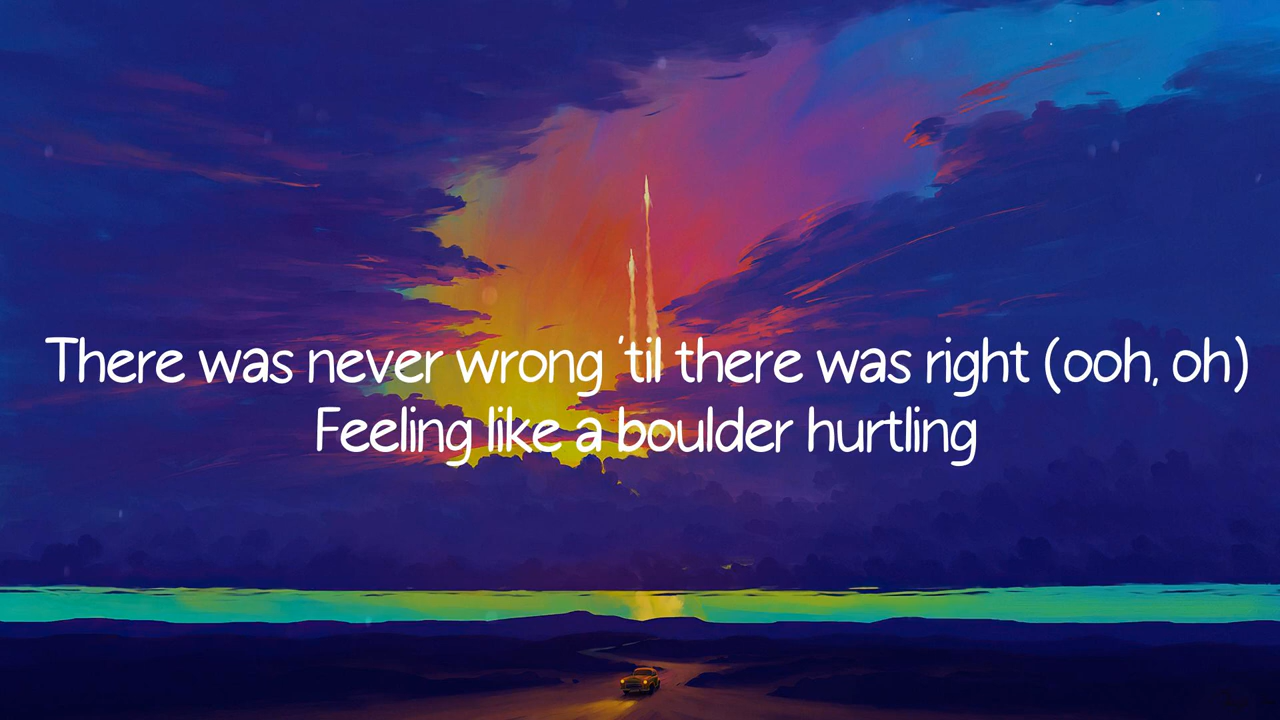 There was never wrong 'til there was right (ooh, oh)
Feeling like a boulder hurtling